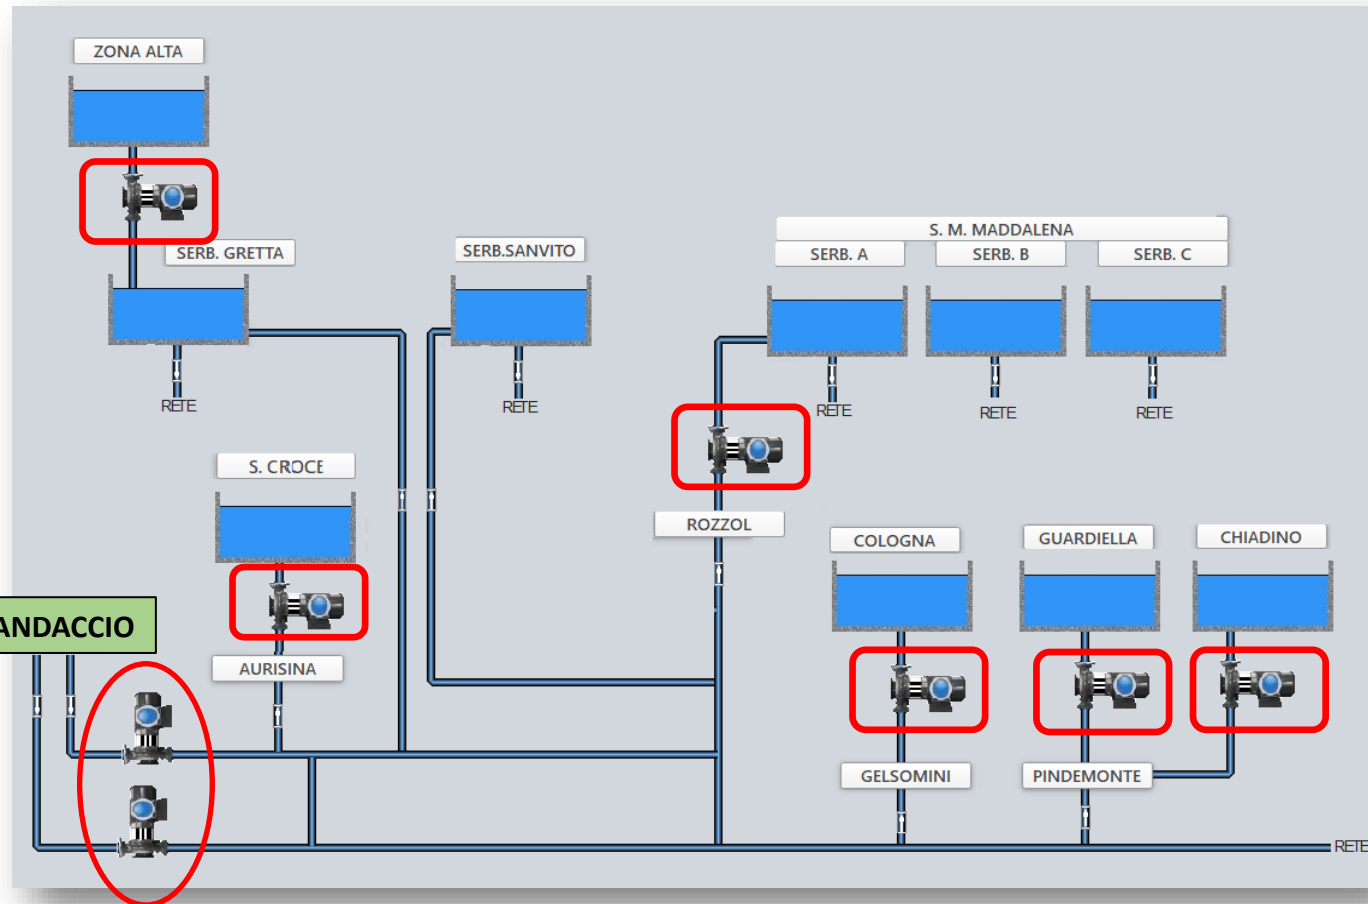 ZONA ALTA
SERB. GRETTA
SERB.SANVITO
S. M. MADDALENA
SERB. A
SERB. B
SERB. C
RETE
RETE
RETE
RETE
RETE
S. CROCE
ROZZOL
COLOGNA
GUARDIELLA
CHIADINO
ANDACCIO
AURISINA
GELSOMINI
PINDEMONTE
RETE